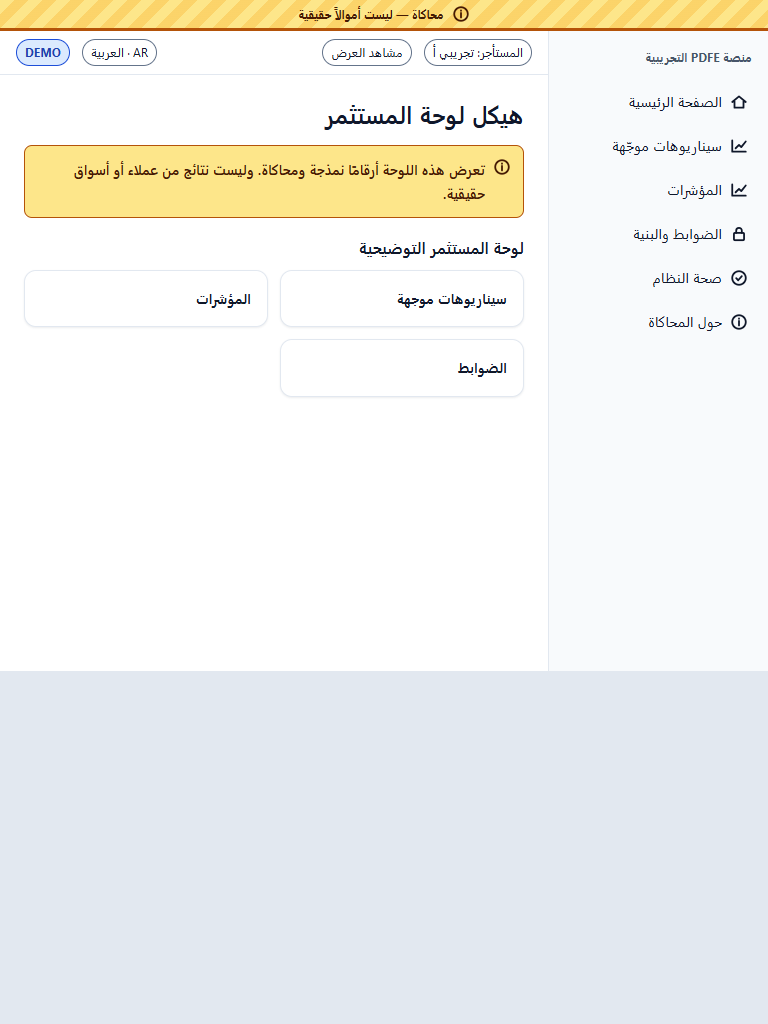 محاكاة — ليست أموالاً حقيقية
منصة PDFE التجريبية
الصفحة الرئيسية
سيناريوهات موجّهة
المؤشرات
الضوابط والبنية
صحة النظام
حول المحاكاة
المستأجر: تجريبي أ
مشاهد العرض
العربية · AR
DEMO
هيكل لوحة المستثمر
تعرض هذه اللوحة أرقامًا نمذجة ومحاكاة. وليست نتائج من عملاء أو أسواق
حقيقية.
لوحة المستثمر التوضيحية
سيناريوهات موجهة
المؤشرات
الضوابط